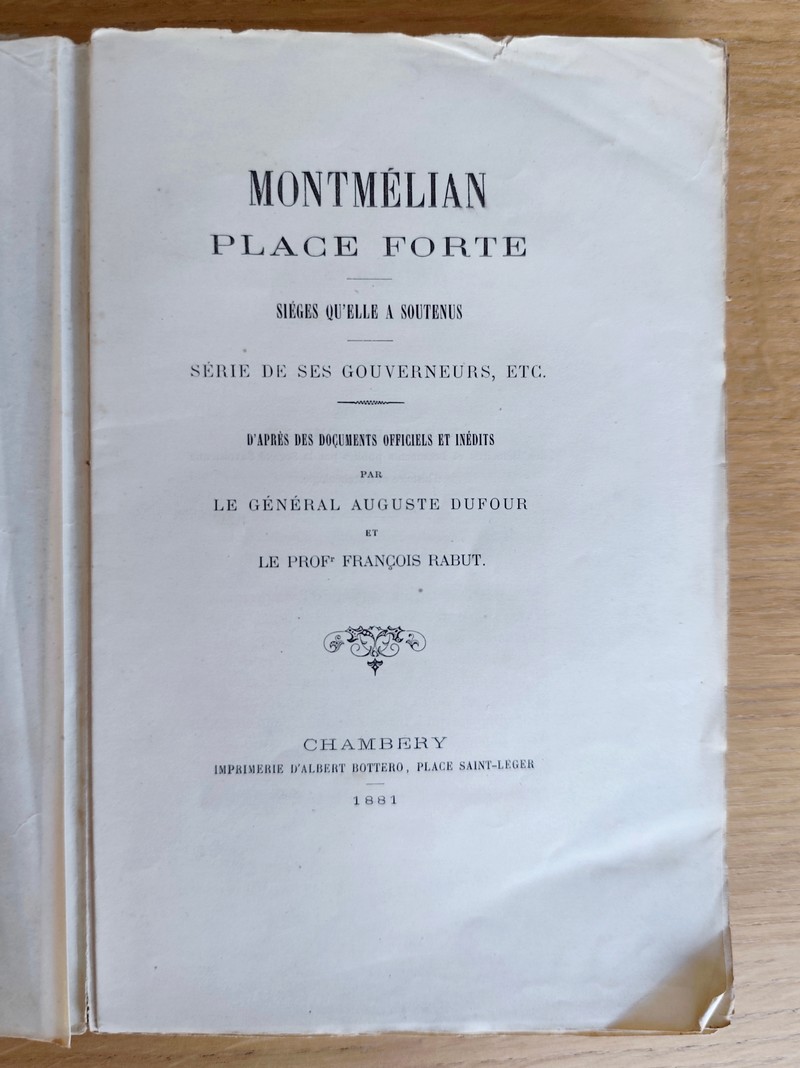 MONTMÉLIAN
PLACE FORTE
SIÉGES QU'ELLE A SOUTENUS
SÉRIE DE SES GOUVERNEURS, ETC.
D'APRÈS DES DOCUMENTS OFFICIELS ET INÉDITS
PAR
LE GÉNÉRAL AUGUSTE DUFOUR
ET
LE PROFr FRANÇOIS RABUT.
CHAMBERY
IMPRIMERIE D'ALBERT BOTTERO, PLACE SAINT-LEGER
1881